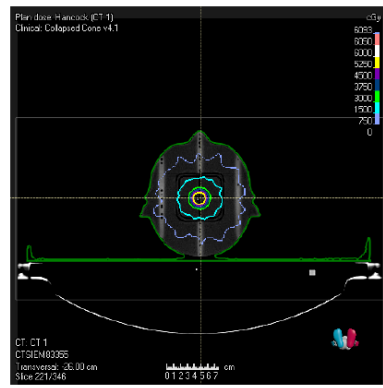 Plan dose: Hancock (CT 1)
Clinical: Collapsed Cone v4.1
cGy
6093
6050
6000
5250
4500
3750
3000
1500
750
0
CT: CT 1
CTSIEM83355
Transversal: -26.00 cm
Slice 221/346
cm
0 1 2 3 4 5 6 7